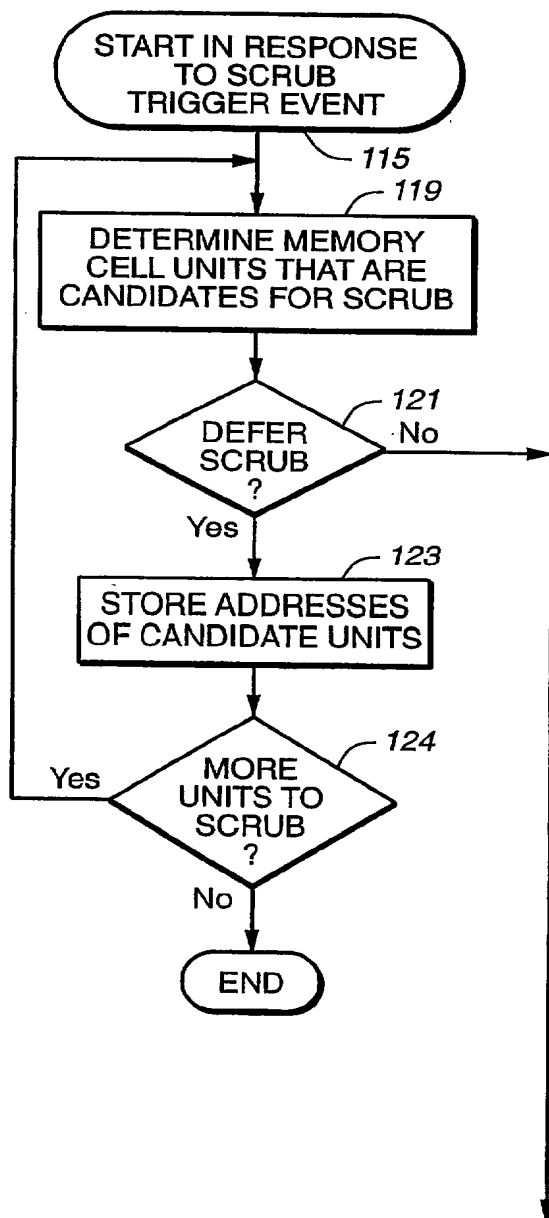 START IN RESPONSE
TO SCRUB
TRIGGER EVENT
115
119
DETERMINE MEMORY
CELL UNITS THAT ARE
CANDIDATES FOR SCRUB
121
DEFER
SCRUB
?
No
Yes
123
STORE ADDRESSES
OF CANDIDATE UNITS
124
MORE
UNITS TO
SCRUB
?
Yes
No
END